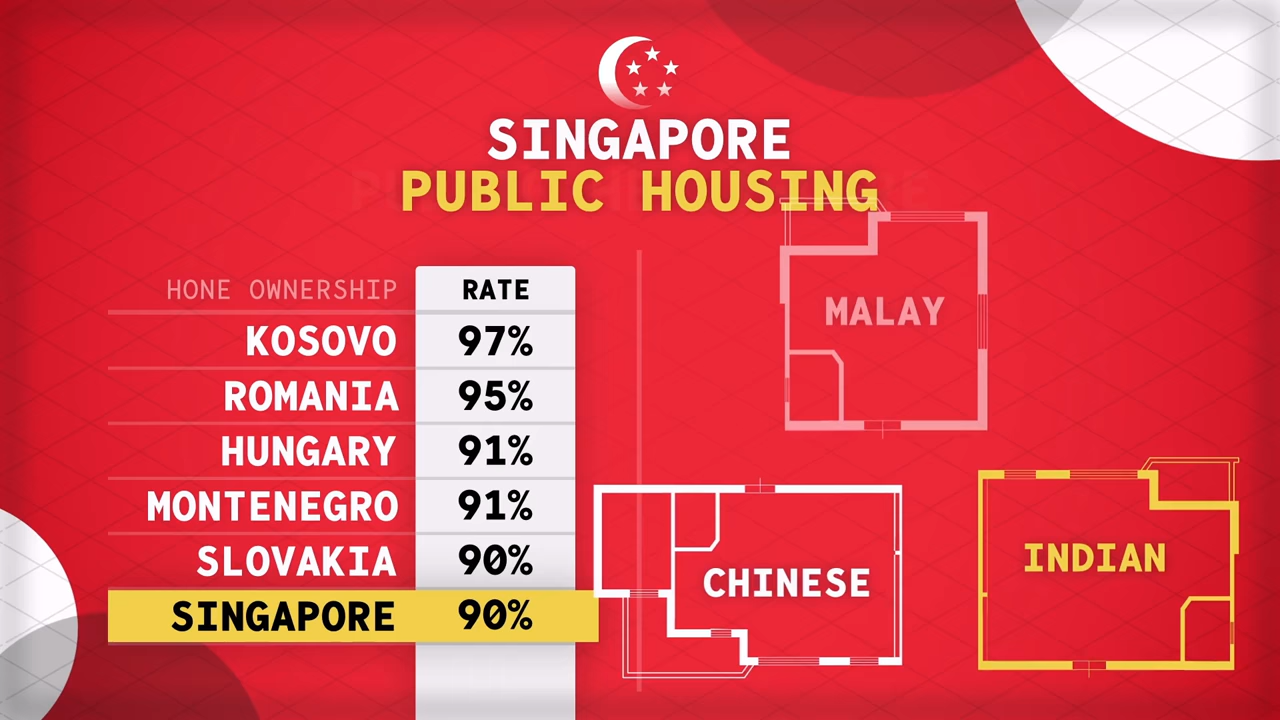 SINGAPORE
PUBLIC HOUSING
HONE OWNERSHIP RATE
KOSOVO 97%
ROMANIA 95%
HUNGARY 91%
MONTENEGRO 91%
SLOVAKIA 90%
SINGAPORE 90%
MALAY
CHINESE
INDIAN